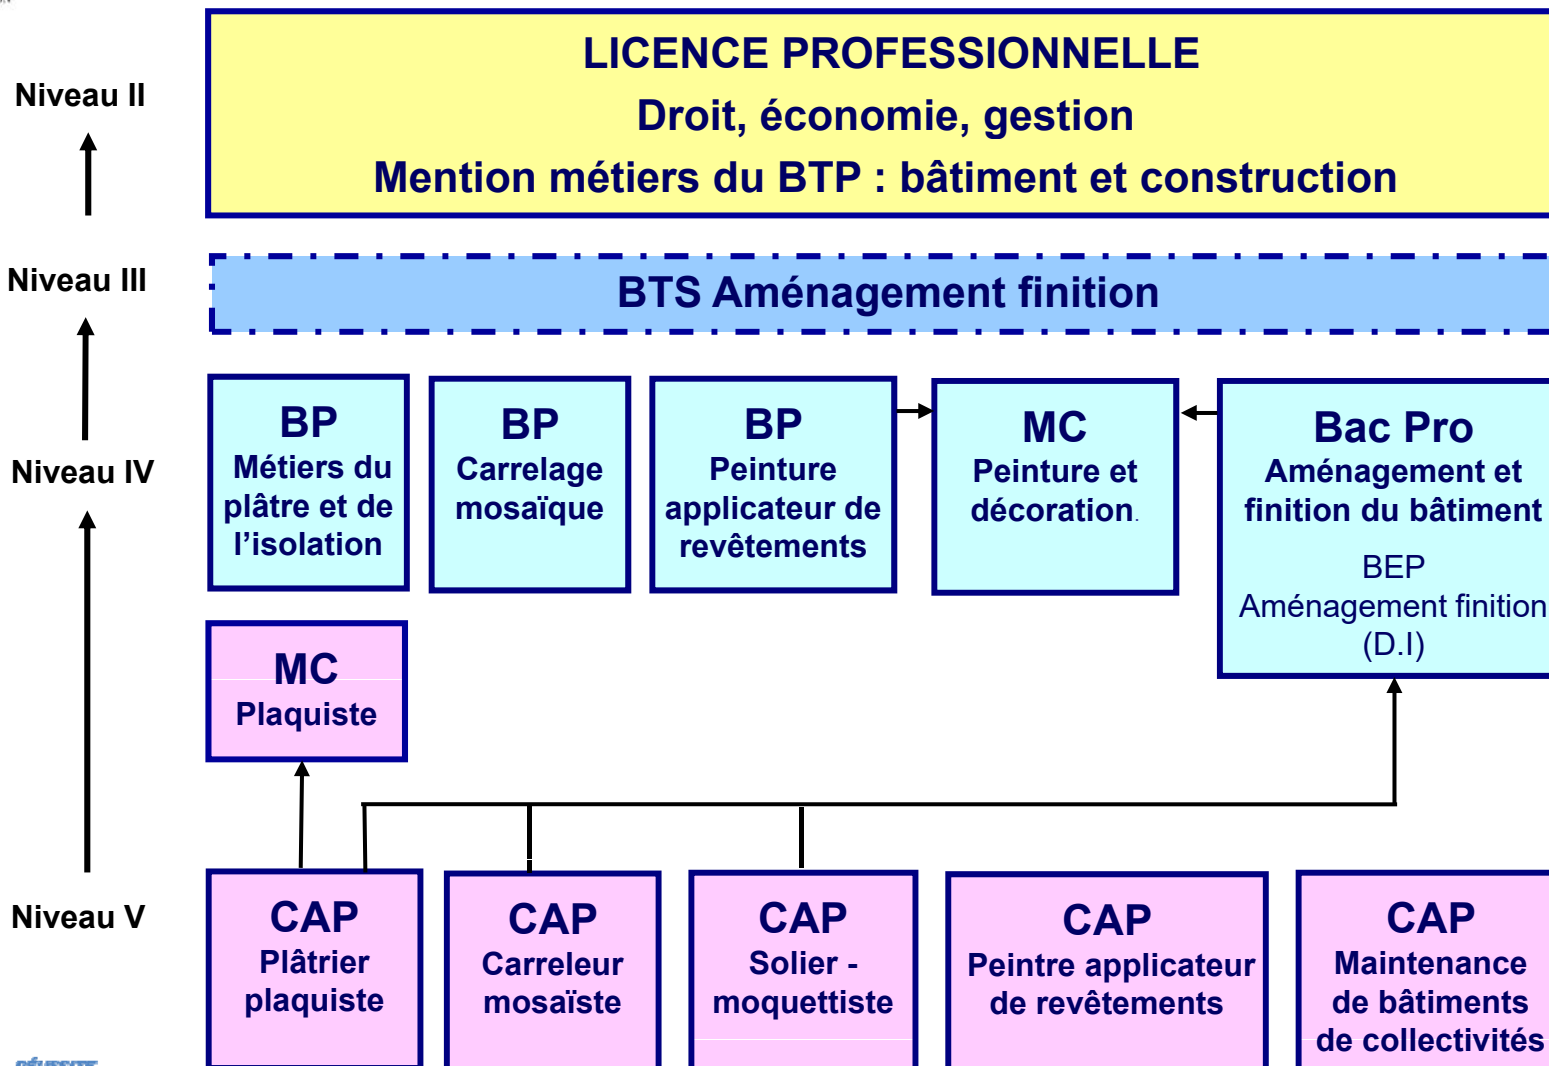 LICENCE PROFESSIONNELLE
Droit, économie, gestion
Mention métiers du BTP : bâtiment et construction
Niveau II
Niveau III
BTS Aménagement finition
Niveau IV
BP
Métiers du
plâtre et de
l’isolation
BP
Carrelage
mosaïque
BP
Peinture
applicateur de
revêtements
MC
Peinture et
décoration.
Bac Pro
Aménagement et
finition du bâtiment
BEP
Aménagement finition
(D.I)
MC
Plaquiste
Niveau V
CAP
Plâtrier
plaquiste
CAP
Carreleur
mosaïste
CAP
Solier -
moquettiste
CAP
Peintre applicateur
de revêtements
CAP
Maintenance
de bâtiments
de collectivités